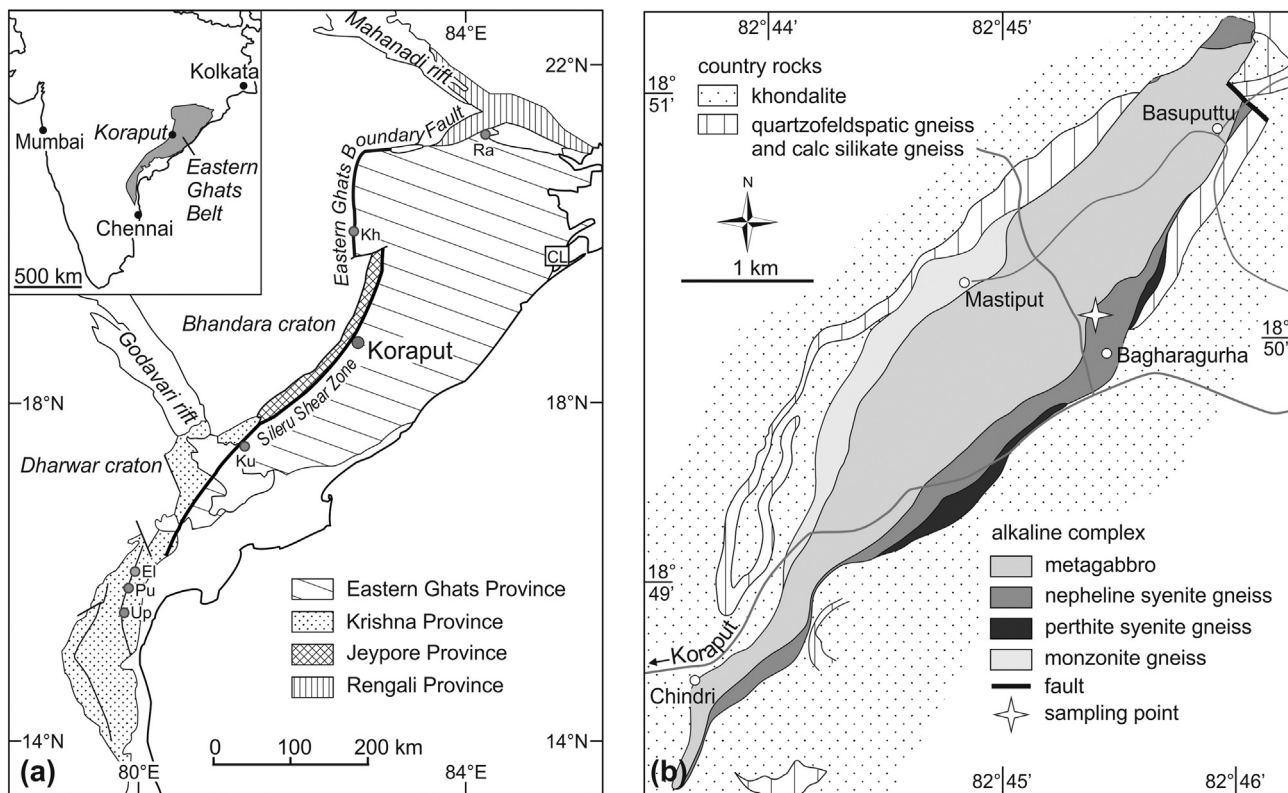 84°E
22°N
Mahanadi rift
Kolkata
Koraput
Mumbai
Eastern
Ghats
Belt
Chennai
500 km
Eastern Ghats Boundary Fault
Ra
Kh
CL
Bhandara craton
Koraput
Godavari rift
Sileru Shear Zone
18°N
18°N
Ku
Dharwar craton
El
Pu
Up
Eastern Ghats Province
Krishna Province
Jeypore Province
Rengali Province
0 100 200 km
14°N
14°N
(a)
80°E
84°E
82°44'
82°45'
18°
51'
country rocks
khondalite
quartzofeldspatic gneiss
and calc silikate gneiss
Basuputtu
N
1 km
Mastiput
18°
50'
Bagharagurha
18°
49'
Koraput
Chindri
alkaline complex
metagabbro
nepheline syenite gneiss
perthite syenite gneiss
monzonite gneiss
fault
sampling point
(b)
82°45'
82°46'